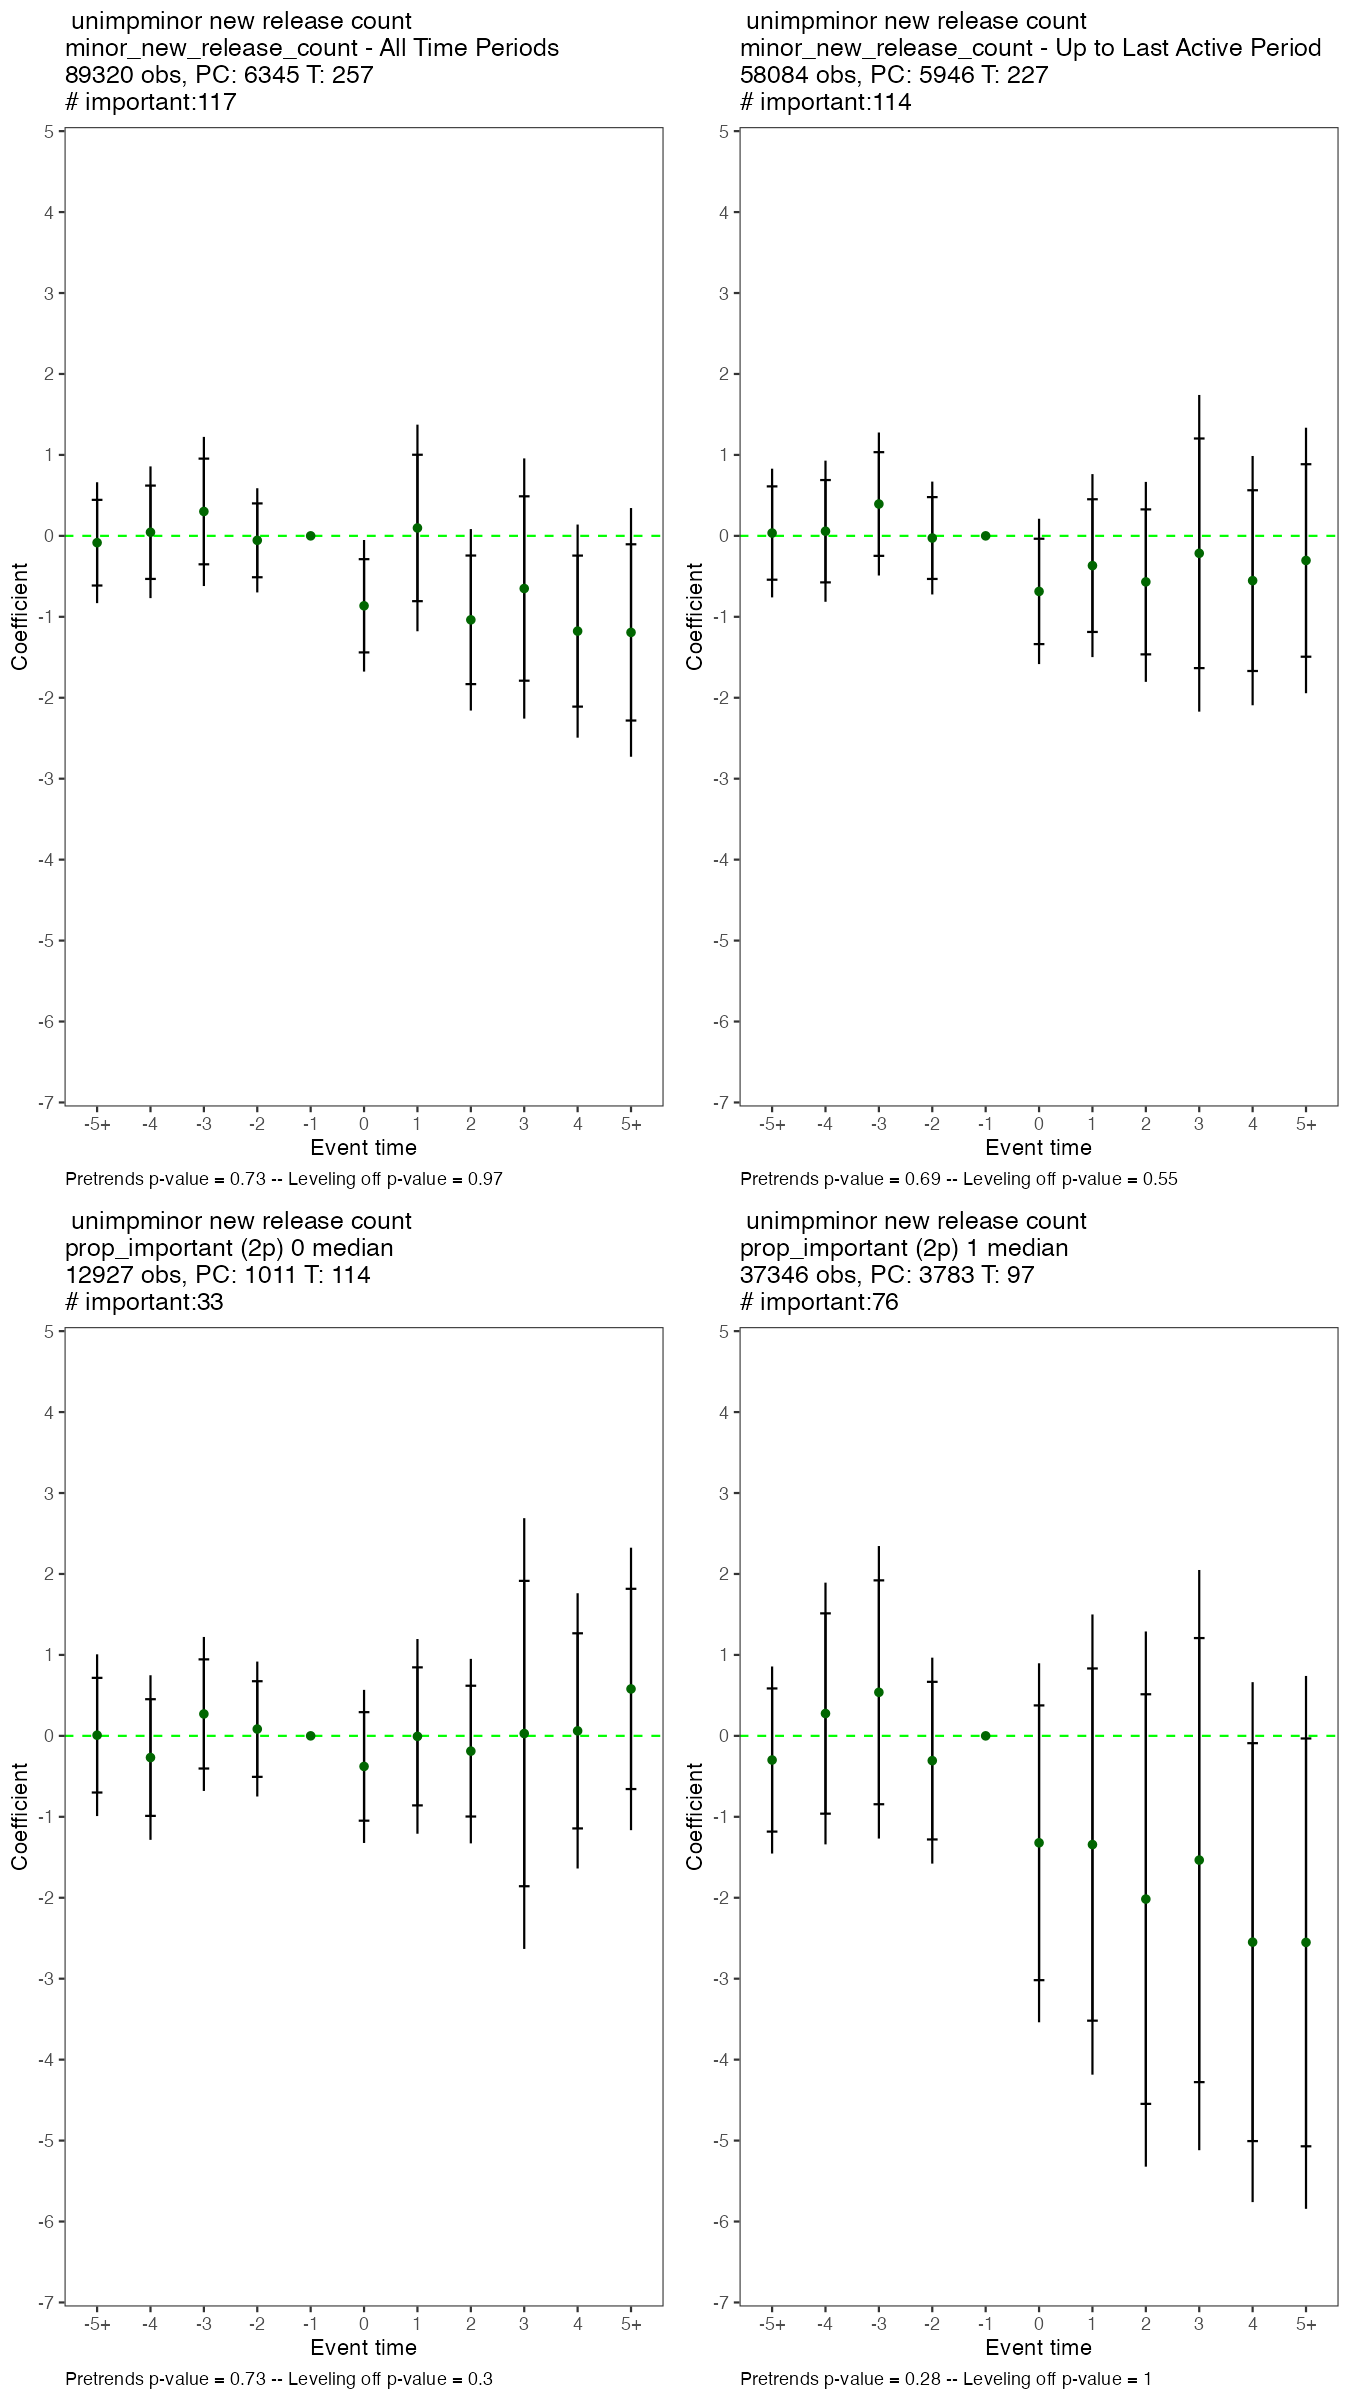 unimpminor new release count
minor_new_release_count - All Time Periods
89320 obs, PC: 6345 T: 257
# important:117
5
4
3
2
1
0
-1
-2
-3
-4
-5
-6
-7
Coefficient
-5+ -4 -3 -2 -1 0 1 2 3 4 5+
Event time
Pretrends p-value = 0.73 -- Leveling off p-value = 0.97
unimpminor new release count
minor_new_release_count - Up to Last Active Period
58084 obs, PC: 5946 T: 227
# important:114
5
4
3
2
1
0
-1
-2
-3
-4
-5
-6
-7
Coefficient
-5+ -4 -3 -2 -1 0 1 2 3 4 5+
Event time
Pretrends p-value = 0.69 -- Leveling off p-value = 0.55
unimpminor new release count
prop_important (2p) 0 median
12927 obs, PC: 1011 T: 114
# important:33
5
4
3
2
1
0
-1
-2
-3
-4
-5
-6
-7
Coefficient
-5+ -4 -3 -2 -1 0 1 2 3 4 5+
Event time
Pretrends p-value = 0.73 -- Leveling off p-value = 0.3
unimpminor new release count
prop_important (2p) 1 median
37346 obs, PC: 3783 T: 97
# important:76
5
4
3
2
1
0
-1
-2
-3
-4
-5
-6
-7
Coefficient
-5+ -4 -3 -2 -1 0 1 2 3 4 5+
Event time
Pretrends p-value = 0.28 -- Leveling off p-value = 1